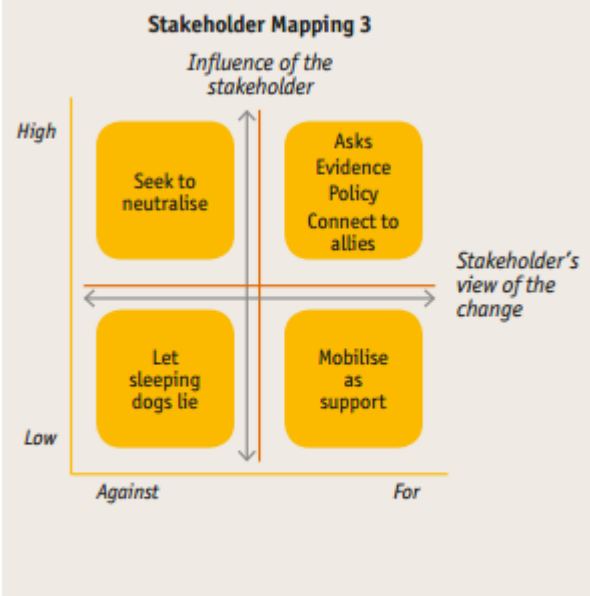 Stakeholder Mapping 3
Influence of the
stakeholder
High
Seek to
neutralise
Asks
Evidence
Policy
Connect to
allies
Stakeholder's
view of the
change
Let
sleeping
dogs lie
Mobilise
as
support
Low
Against
For